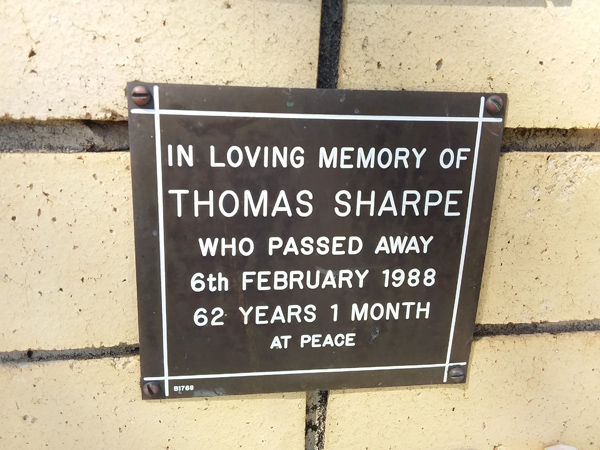 IN LOVING MEMORY OF
THOMAS SHARPE
WHO PASSED AWAY
6th FEBRUARY 1988
62 YEARS 1 MONTH
AT PEACE
B1768